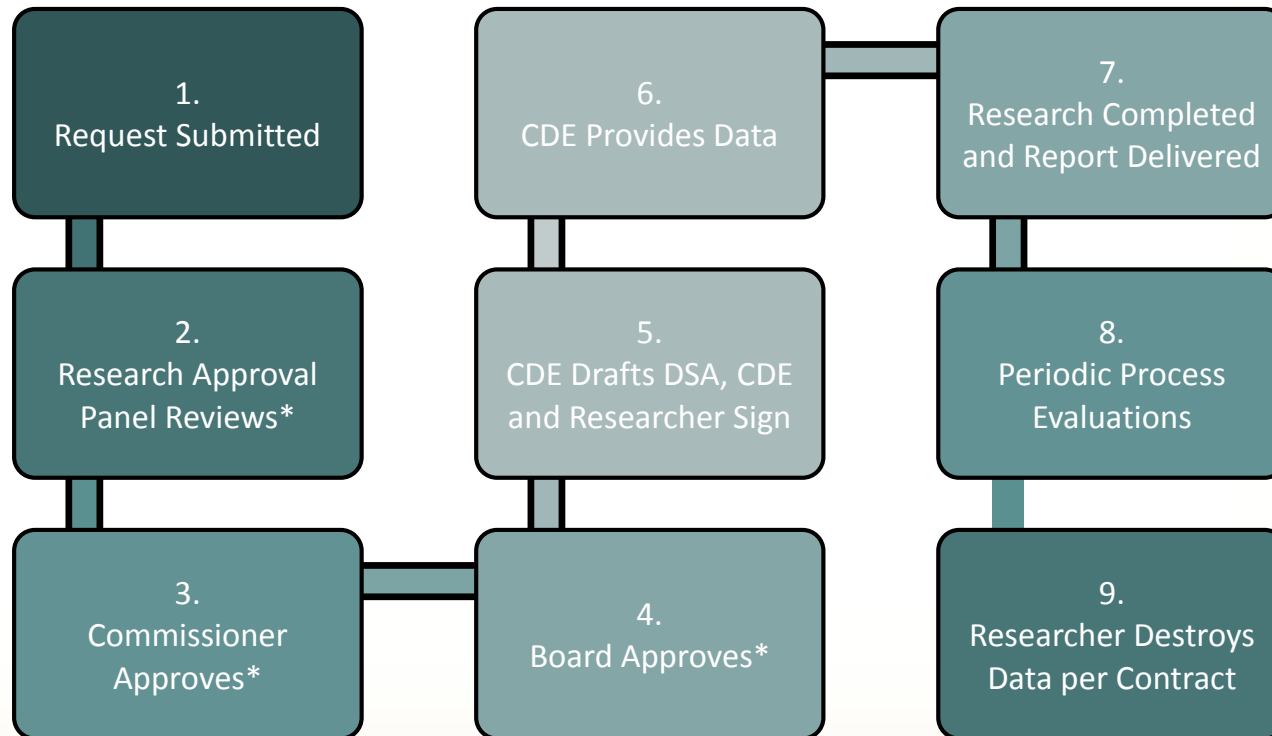 1.
Request Submitted
2.
Research Approval
Panel Reviews*
3.
Commissioner
Approves*
4.
Board Approves*
5.
CDE Drafts DSA, CDE
and Researcher Sign
6.
CDE Provides Data
7.
Research Completed
and Report Delivered
8.
Periodic Process
Evaluations
9.
Researcher Destroys
Data per Contract